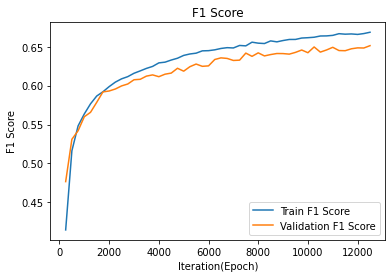 F1 Score
0.65
0.60
0.55
0.50
0.45
F1 Score
Train F1 Score
Validation F1 Score
0
2000
4000
6000
8000
10000
12000
Iteration(Epoch)